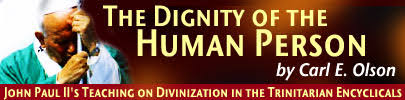 THE DIGNITY OF THE
HUMAN PERSON
by Carl E. Olson
JOHN PAUL II'S TEACHING ON DIVINIZATION IN THE TRINITARIAN ENCYCLICALS